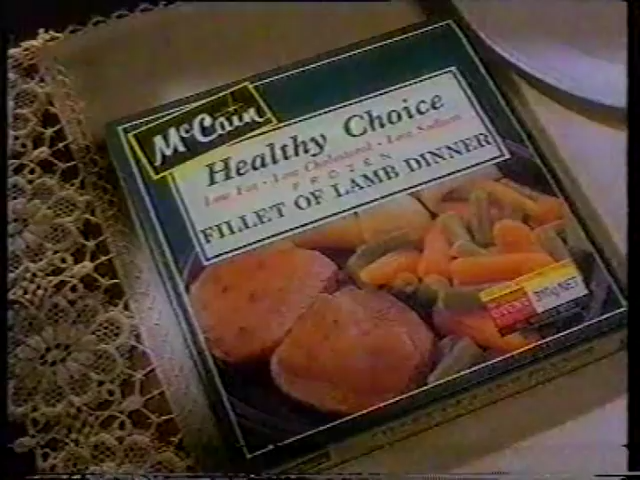 McCain
Healthy Choice
Low Fat - Low Cholesterol - Low Sodium
FROZEN
FILLET OF LAMB DINNER